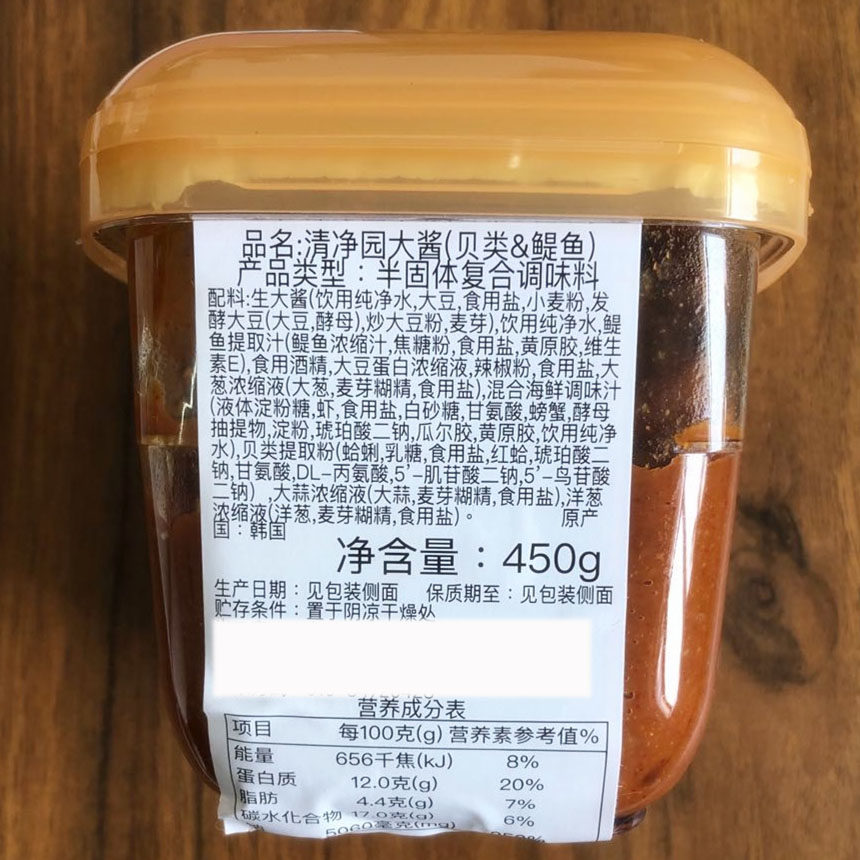 品名:清净园大酱(贝类&鳀鱼)
产品类型：半固体复合调味料
配料:生大酱(饮用纯净水,大豆,食用盐,小麦粉,发
酵大豆(大豆,酵母),炒大豆粉,麦芽),饮用纯净水,鳀
鱼提取汁(鳀鱼浓缩汁,焦糖粉,食用盐,黄原胶,维生
素E),食用酒精,大豆蛋白浓缩液,辣椒粉,食用盐,大
葱浓缩液(大葱,麦芽糊精,食用盐),混合海鲜调味汁
(液体淀粉糖,虾,食用盐,白砂糖,甘氨酸,螃蟹,酵母
抽提物,淀粉,琥珀酸二钠,瓜尔胶,黄原胶,饮用纯净
水),贝类提取粉(蛤蜊,乳糖,食用盐,红蛤,琥珀酸二
钠,甘氨酸,DL-丙氨酸,5’-肌苷酸二钠,5’-鸟苷酸
二钠）,大蒜浓缩液(大蒜,麦芽糊精,食用盐),洋葱
浓缩液(洋葱,麦芽糊精,食用盐)。 原产
国：韩国
净含量：450g
生产日期：见包装侧面 保质期至：见包装侧面
贮存条件：置于阴凉干燥处
营养成分表
项目 每100克(g) 营养素参考值%
能量 656千焦(kJ) 8%
蛋白质 12.0克(g) 20%
脂肪 4.4克(g) 7%
碳水化合物 17.0克(g) 6%
5060毫克(mg)